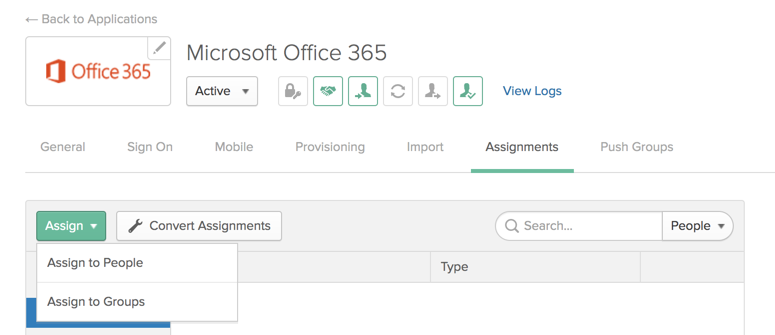 ← Back to Applications
Office 365
Microsoft Office 365
Active
View Logs
General Sign On Mobile Provisioning Import Assignments Push Groups
Assign Convert Assignments Search... People
Assign to People
Type
Assign to Groups